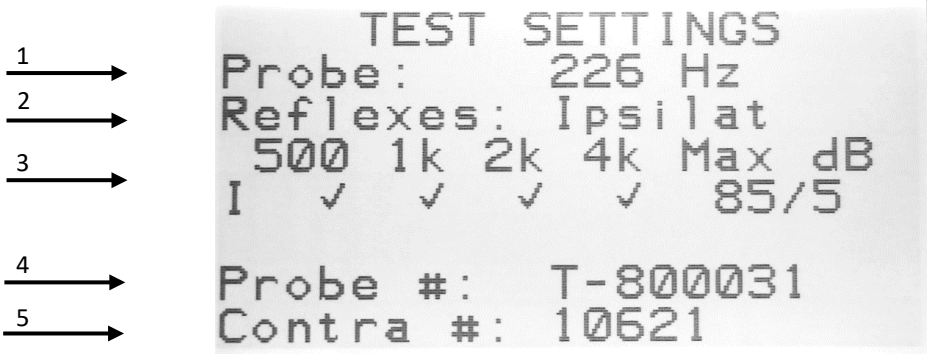 TEST SETTINGS
1 Probe: 226 Hz
2 Reflexes: Ipsilat
500 1k 2k 4k Max dB
3
I ✓ ✓ ✓ ✓ 85/5
4 Probe #: T-800031
5 Contra #: 10621